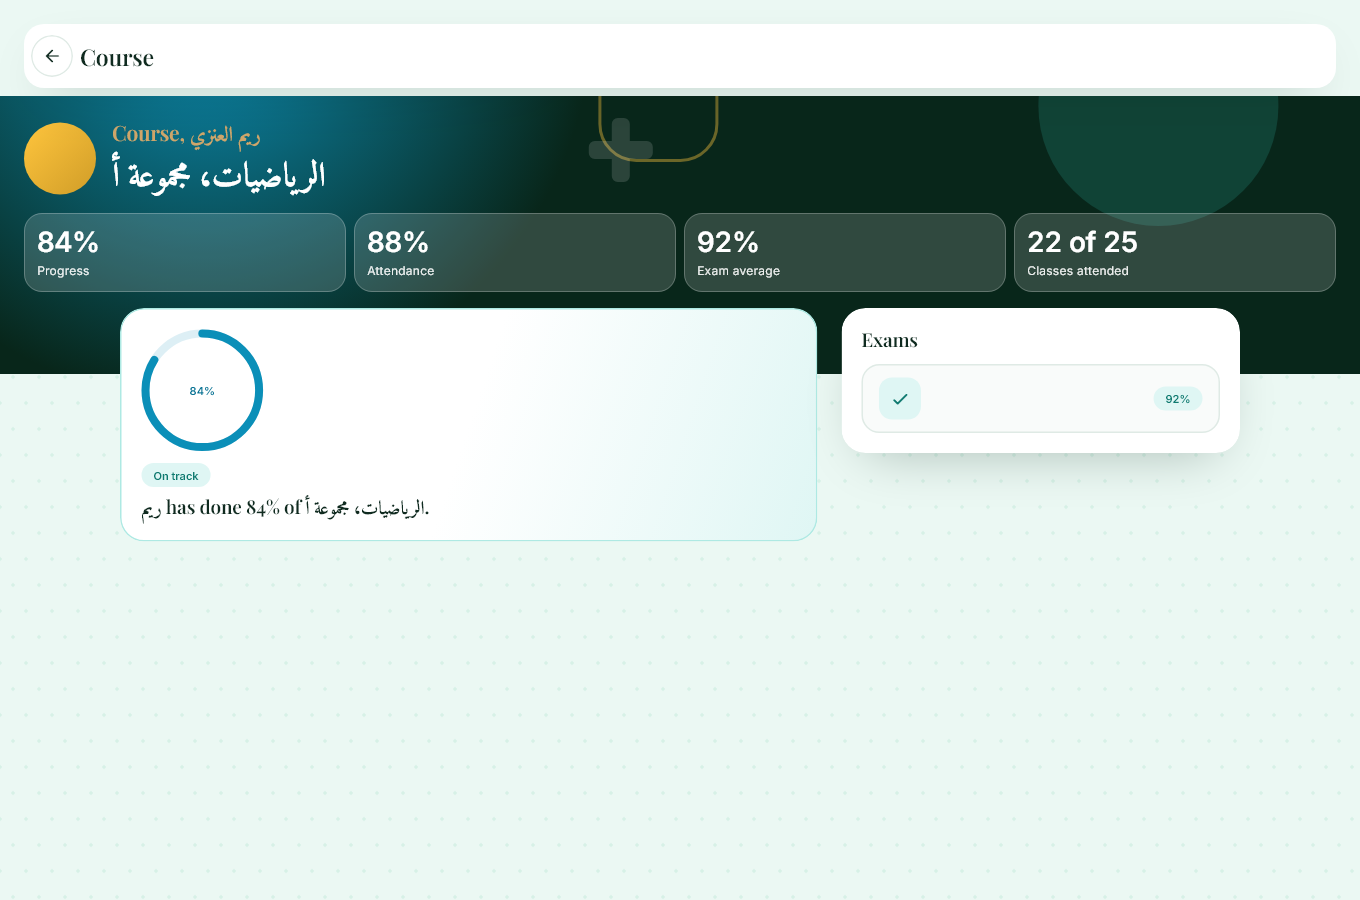 Course
Course, ريم العنزي
الرياضيات، مجموعة أ
84%
Progress
88%
Attendance
92%
Exam average
22 of 25
Classes attended
84%
On track
ريم has done 84% of الرياضيات، مجموعة أ.
Exams
92%